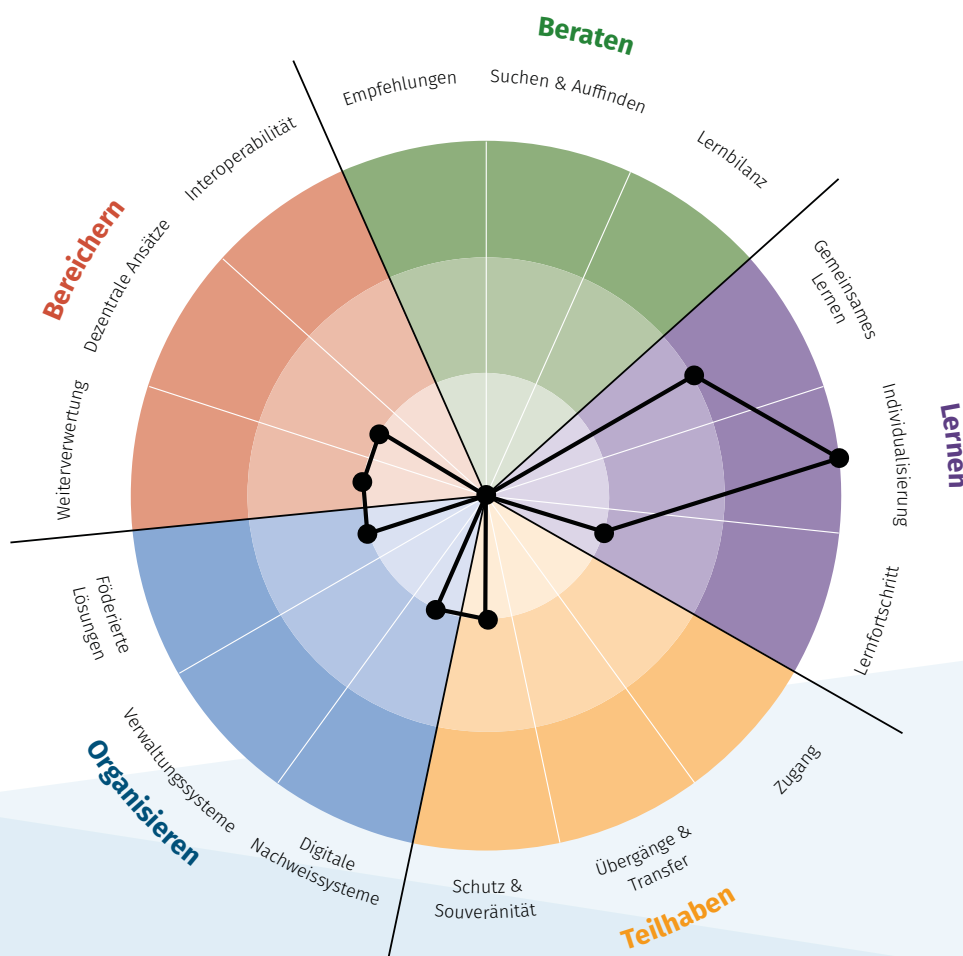 Beraten
Empfehlungen
Suchen & Auffinden
Lernbilanz
Gemeinsames
Lernen
Individualisierung
Lernen
Lernfortschritt
Zugang
Übergänge &
Transfer
Teilhaben
Schutz &
Souveränität
Digitale
Nachweissysteme
Organisieren
Verwaltungssysteme
Föderierte
Lösungen
Weiterverwertung
Dezentrale Ansätze
Bereichern
Interoperabilität